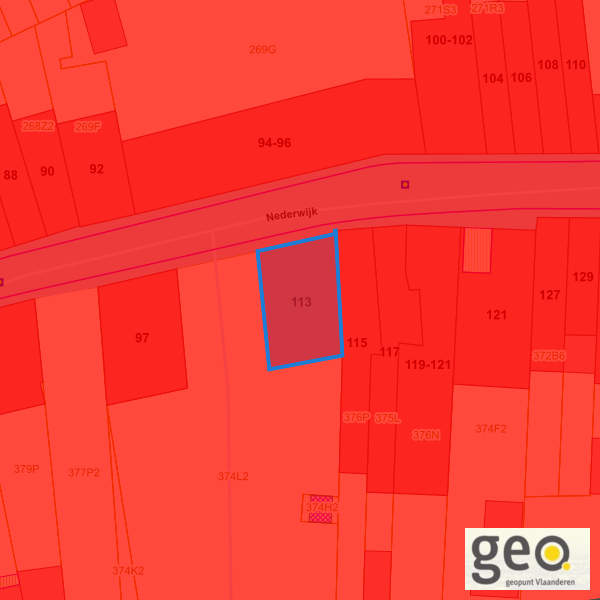 271S3
271R3
100-102
269G
108
110
104
106
269Z2
269F
94-96
90
92
88
Nederwijk
129
127
113
121
97
115
117
119-121
372B6
376P
375L
376N
374F2
379P
377P2
374L2
374H2
374K2
geo.
geopunt Vlaanderen